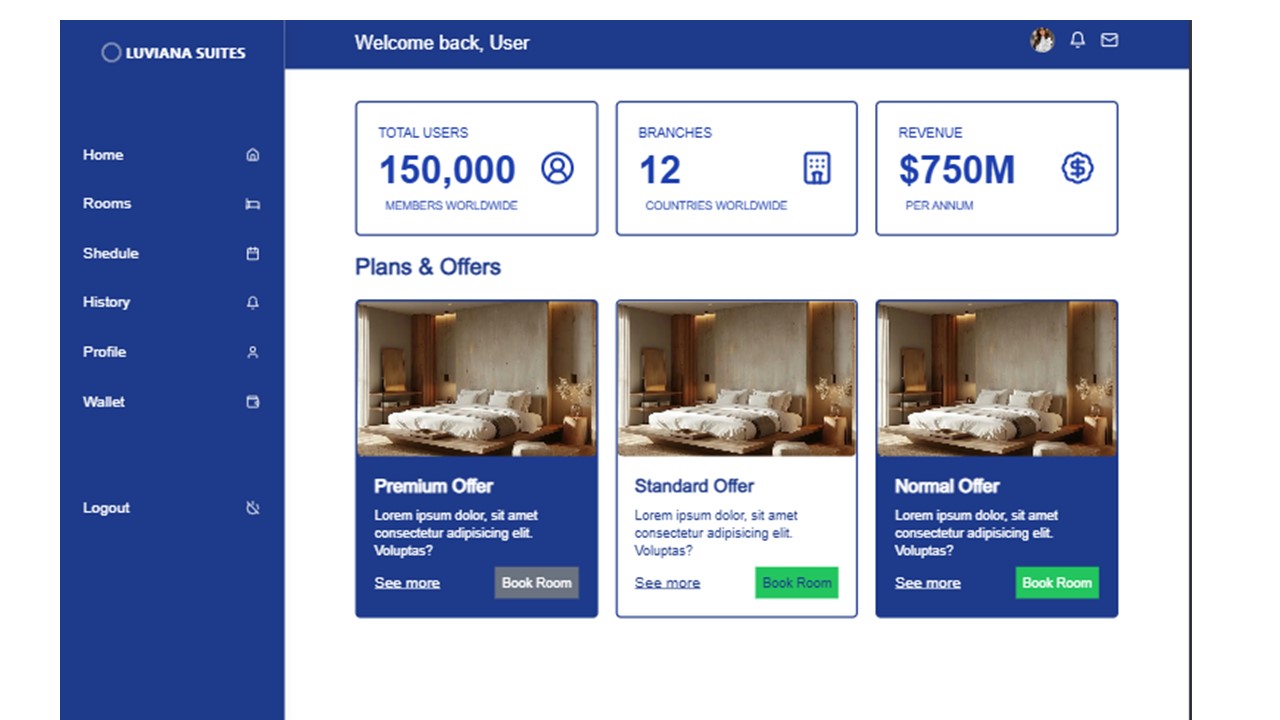 LUVIANA SUITES
Welcome back, User
Home
Rooms
Shedule
History
Profile
Wallet
Logout
TOTAL USERS
150,000
MEMBERS WORLDWIDE
BRANCHES
12
COUNTRIES WORLDWIDE
REVENUE
$750M
PER ANNUM
Plans & Offers
Premium Offer
Lorem ipsum dolor, sit amet
consectetur adipisicing elit.
Voluptas?
See more
Book Room
Standard Offer
Lorem ipsum dolor, sit amet
consectetur adipisicing elit.
Voluptas?
See more
Book Room
Normal Offer
Lorem ipsum dolor, sit amet
consectetur adipisicing elit.
Voluptas?
See more
Book Room